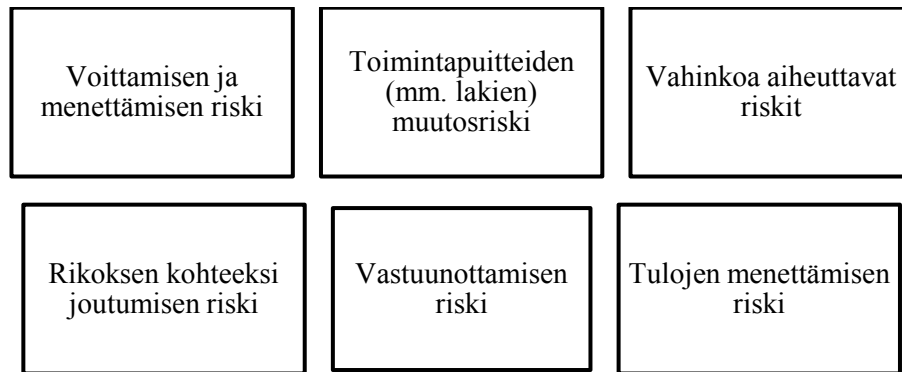 Voittamisen ja
menettämisen riski
Toimintapuitteiden
(mm. lakien)
muutosriski
Vahinkoa aiheuttavat
riskit
Rikoksen kohteeksi
joutumisen riski
Vastuunottamisen
riski
Tulojen menettämisen
riski